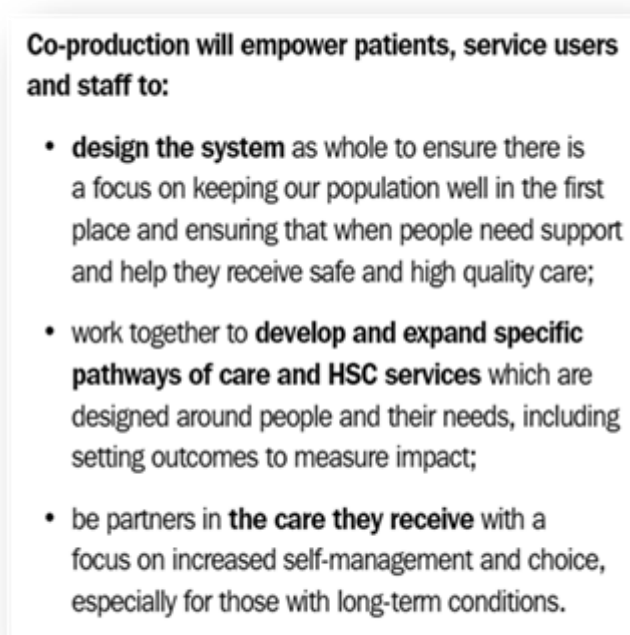 Co-production will empower patients, service users
and staff to:
• design the system as whole to ensure there is
a focus on keeping our population well in the first
place and ensuring that when people need support
and help they receive safe and high quality care;
• work together to develop and expand specific
pathways of care and HSC services which are
designed around people and their needs, including
setting outcomes to measure impact;
• be partners in the care they receive with a
focus on increased self-management and choice,
especially for those with long-term conditions.